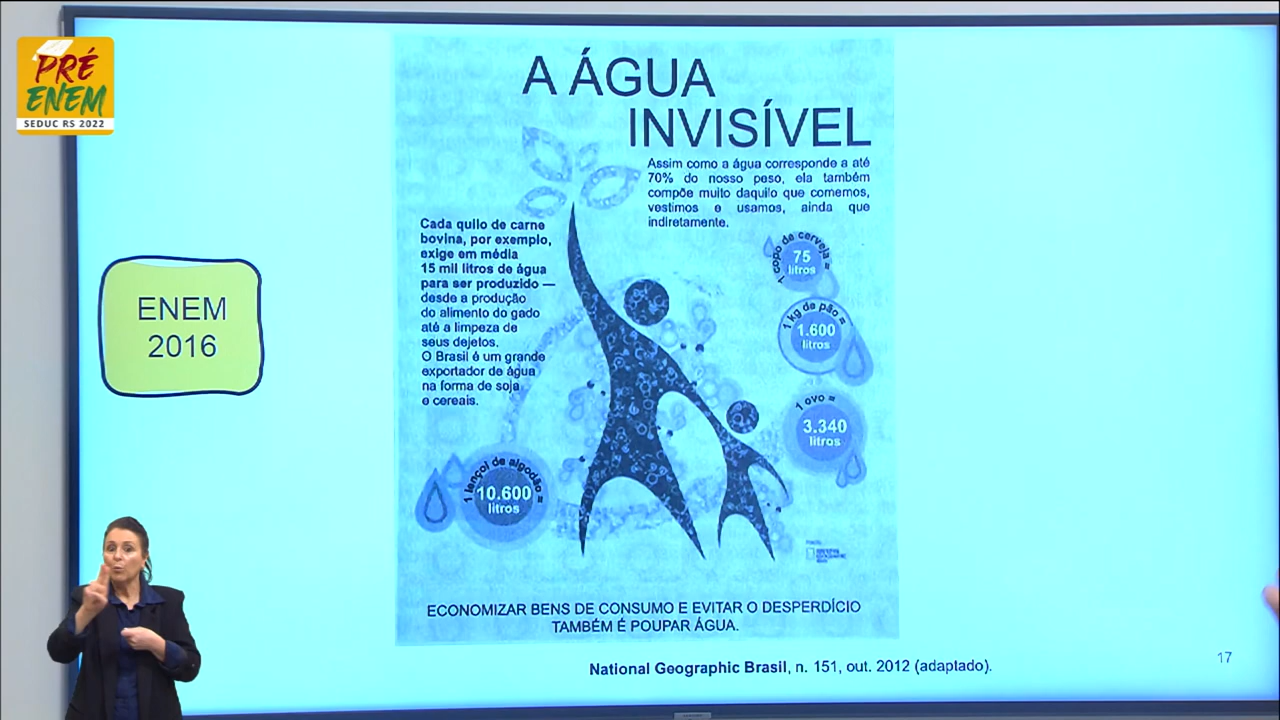 PRÉ
ENEM
SEDUC RS 2022
ENEM
2016
A ÁGUA
INVISÍVEL
Assim como a água corresponde a até
70% do nosso peso, ela também
compõe muito daquilo que comemos,
vestimos e usamos, ainda que
indiretamente.
Cada quilo de carne
bovina, por exemplo,
exige em média
15 mil litros de água
para ser produzido —
desde a produção
do alimento do gado
até a limpeza de
seus dejetos.
O Brasil é um grande
exportador de água
na forma de soja
e cereais.
1 copo de cerveja =
75
litros
1 kg de pão =
1.600
litros
1 ovo =
3.340
litros
1 lençol de algodão =
10.600
litros
ECONOMIZAR BENS DE CONSUMO E EVITAR O DESPERDÍCIO
TAMBÉM É POUPAR ÁGUA.
National Geographic Brasil, n. 151, out. 2012 (adaptado).
17